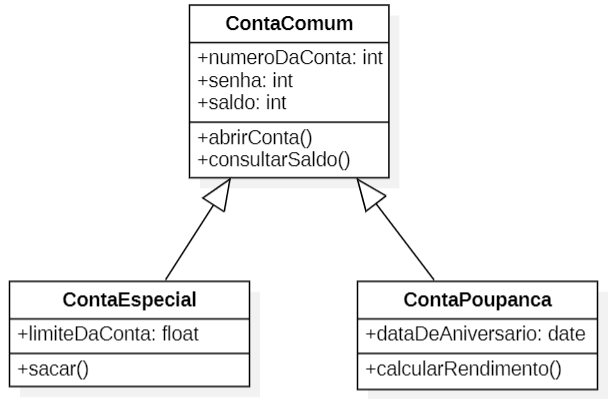 ContaComum
+numeroDaConta: int
+senha: int
+saldo: int
+abrirConta()
+consultarSaldo()
ContaEspecial
+limiteDaConta: float
+sacar()
ContaPoupanca
+dataDeAniversario: date
+calcularRendimento()